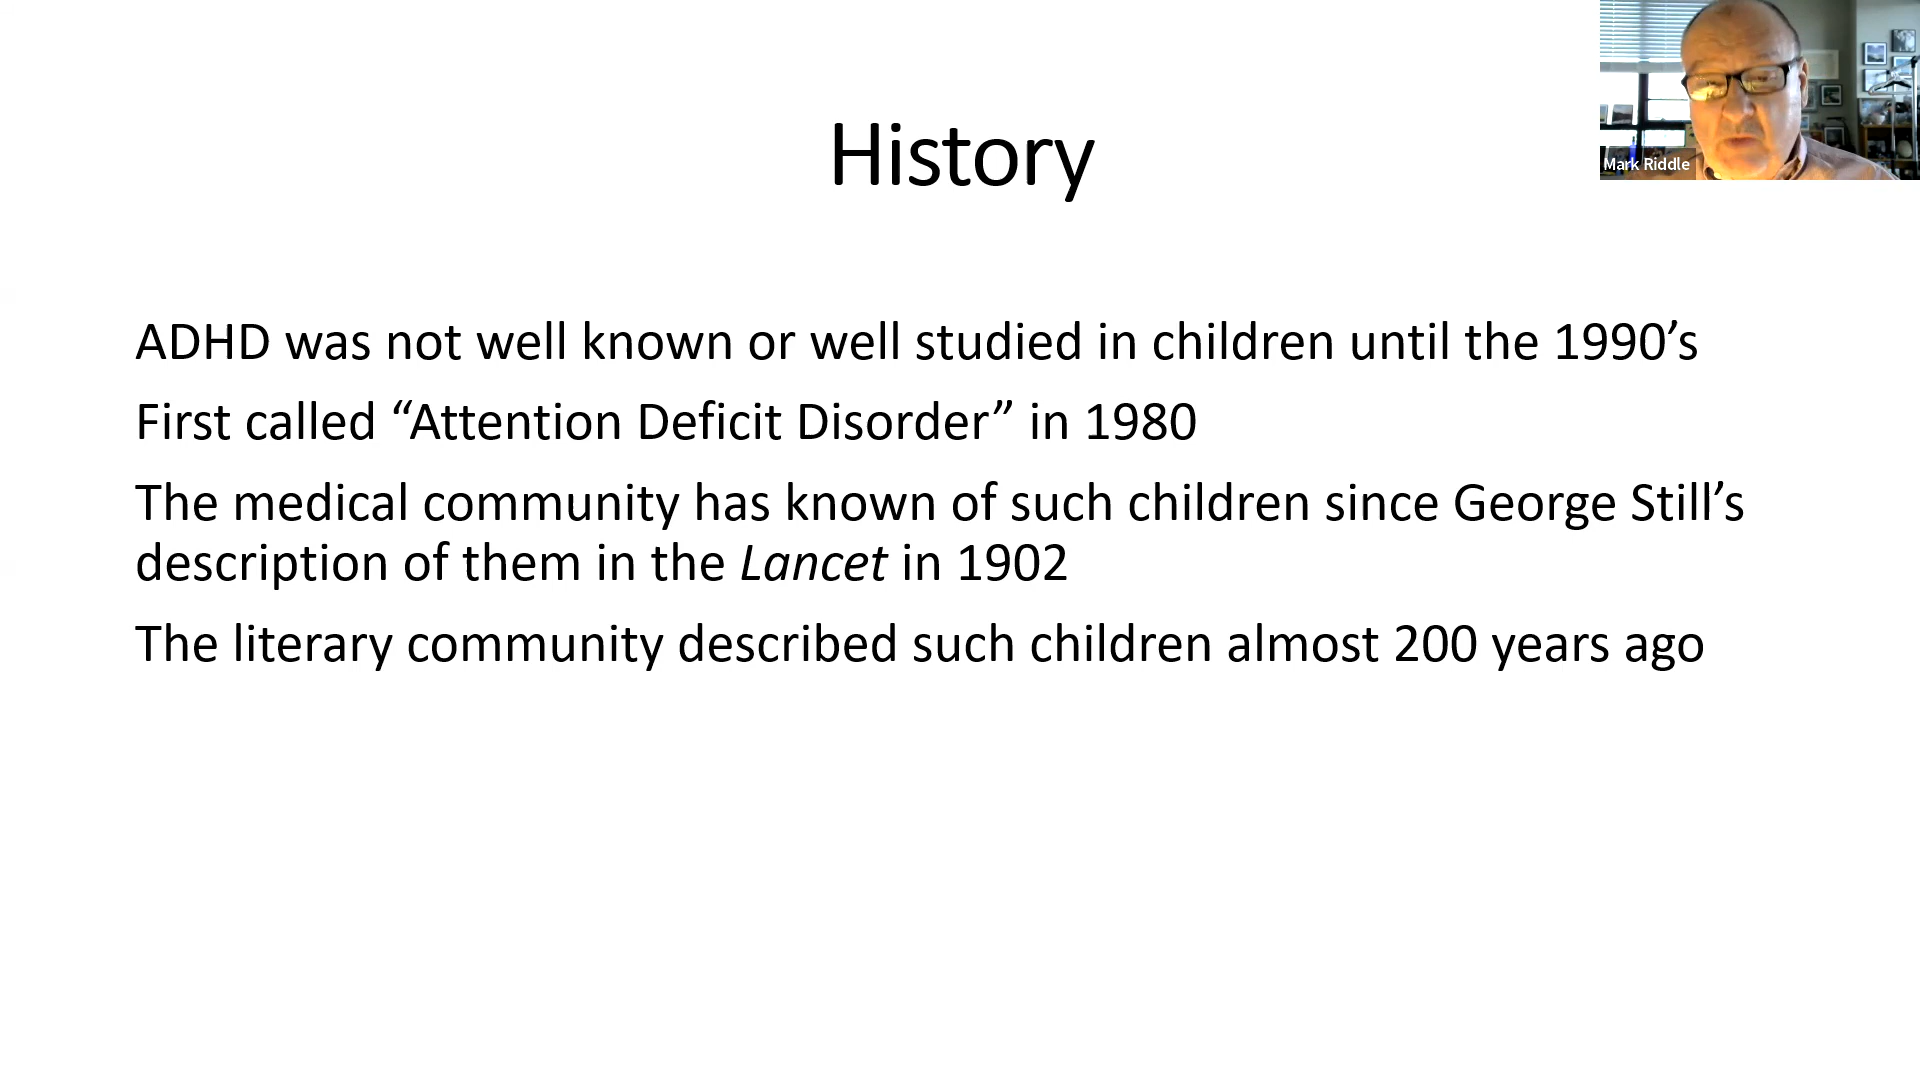 History
Mark Riddle
ADHD was not well known or well studied in children until the 1990’s
First called “Attention Deficit Disorder” in 1980
The medical community has known of such children since George Still’s
description of them in the Lancet in 1902
The literary community described such children almost 200 years ago